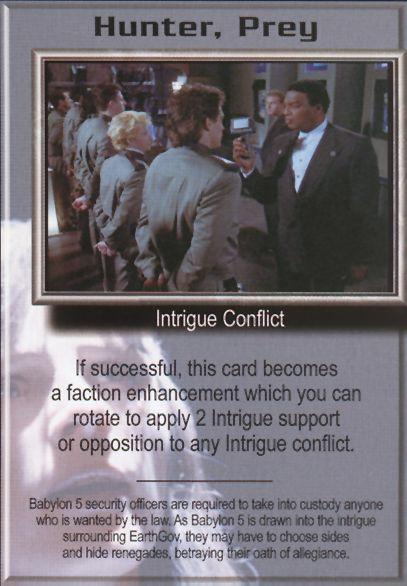 Hunter, Prey
Intrigue Conflict
If successful, this card becomes
a faction enhancement which you can
rotate to apply 2 Intrigue support
or opposition to any Intrigue conflict.
Babylon 5 security officers are required to take into custody anyone
who is wanted by the law. As Babylon 5 is drawn into the intrigue
surrounding EarthGov, they may have to choose sides
and hide renegades, betraying their oath of allegiance.